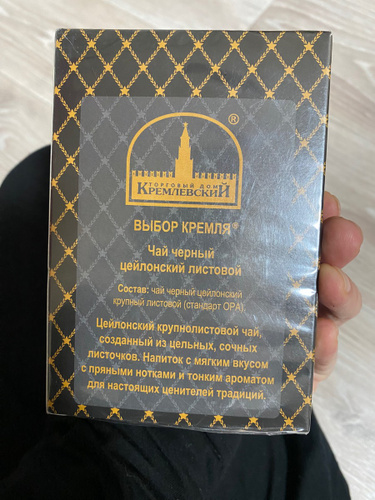 ®
ТОРГОВЫЙ ДОМ
КРЕМЛЕВСКИЙ
ВЫБОР КРЕМЛЯ®
Чай черный
цейлонский листовой
Состав: чай черный цейлонский
крупный листовой (стандарт OPA)
Цейлонский крупнолистовой чай,
созданный из цельных, сочных
листочков. Напиток с мягким вкусом
с пряными нотками и тонким ароматом
для настоящих ценителей традиций.